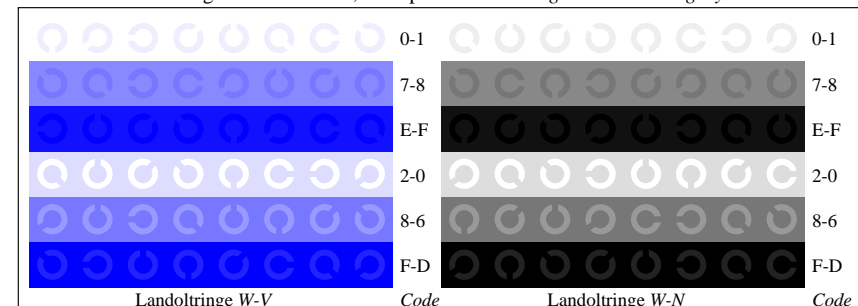 0-1 0-1
7-8 7-8
E-F E-F
2-0 2-0
8-6 8-6
F-D F-D
Landoltringe W-V Code Landoltringe W-N Code